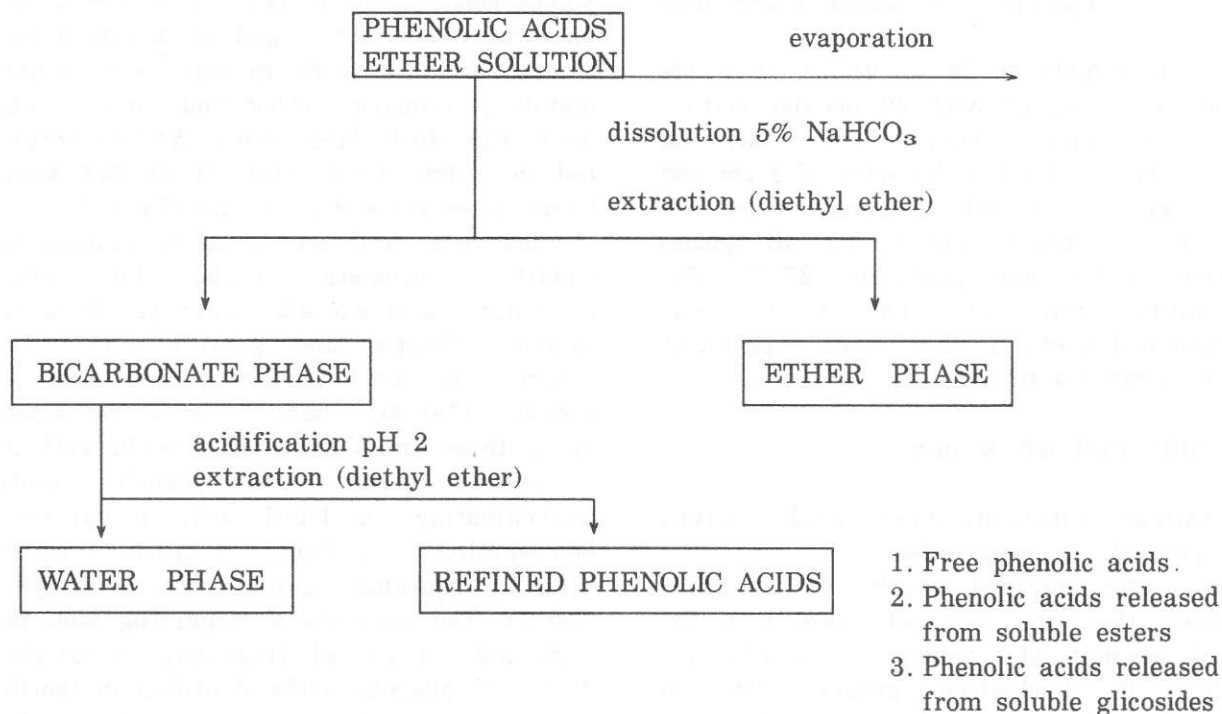 PHENOLIC ACIDS
ETHER SOLUTION
evaporation
dissolution 5% NaHCO₃
extraction (diethyl ether)
BICARBONATE PHASE
ETHER PHASE
acidification pH 2
extraction (diethyl ether)
WATER PHASE
REFINED PHENOLIC ACIDS
1. Free phenolic acids.
2. Phenolic acids released
from soluble esters
3. Phenolic acids released
from soluble glicosides